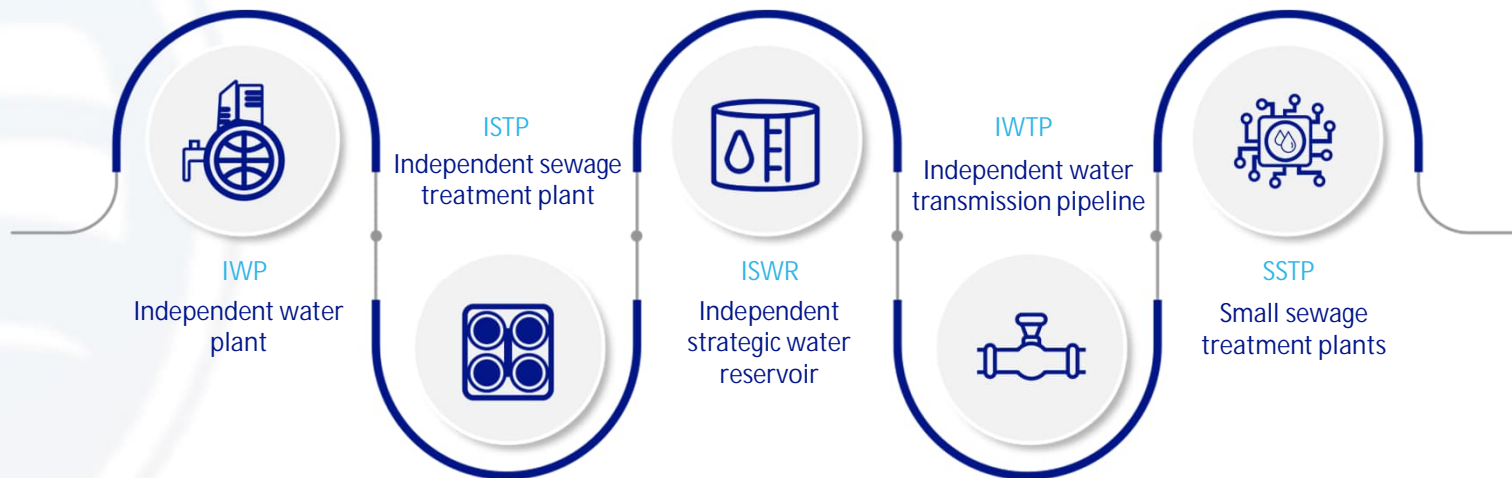 IWP
Independent water
plant
ISTP
Independent sewage
treatment plant
ISWR
Independent
strategic water
reservoir
IWTP
Independent water
transmission pipeline
SSTP
Small sewage
treatment plants